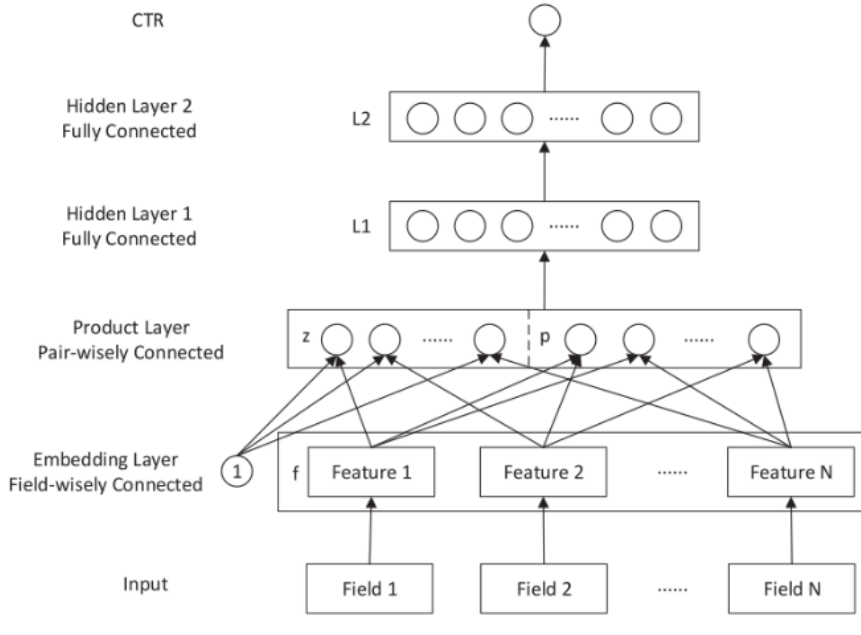 CTR
Hidden Layer 2
Fully Connected
L2
......
Hidden Layer 1
Fully Connected
L1
......
Product Layer
Pair-wisely Connected
z
......
p
......
Embedding Layer
Field-wisely Connected
1
f
Feature 1
Feature 2
......
Feature N
Input
Field 1
Field 2
......
Field N